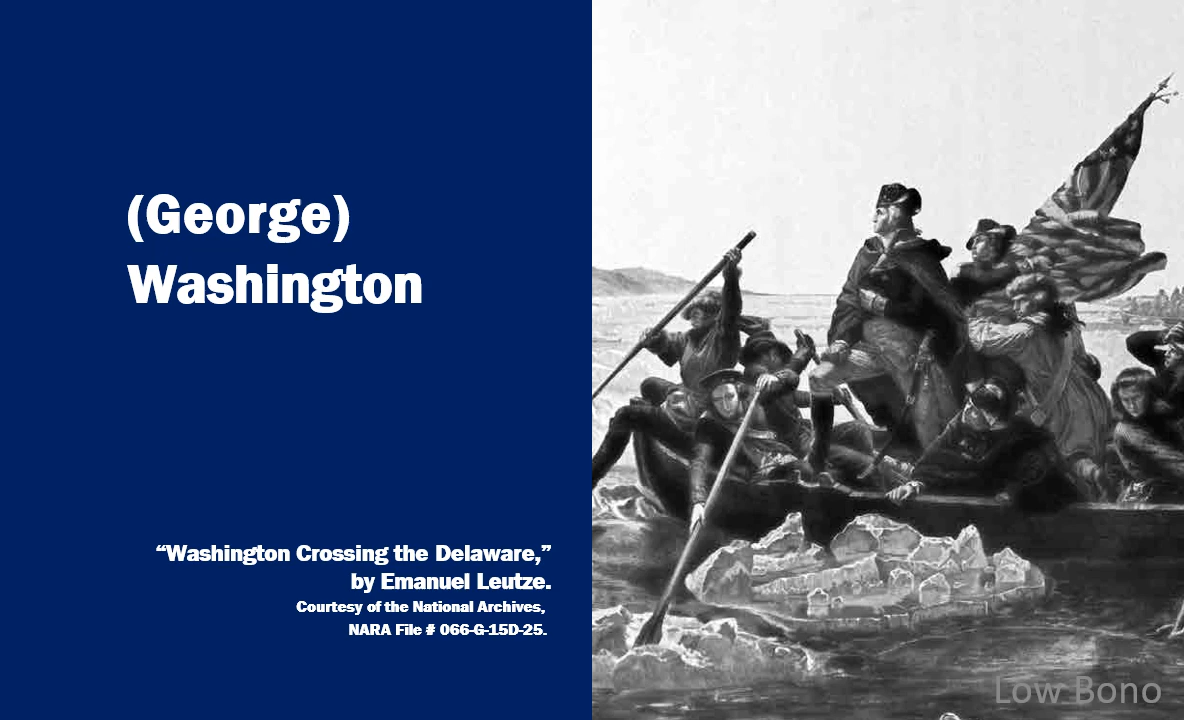 (George)
Washington
“Washington Crossing the Delaware,”
by Emanuel Leutze.
Courtesy of the National Archives,
NARA File # 066-G-15D-25.
Low Bono